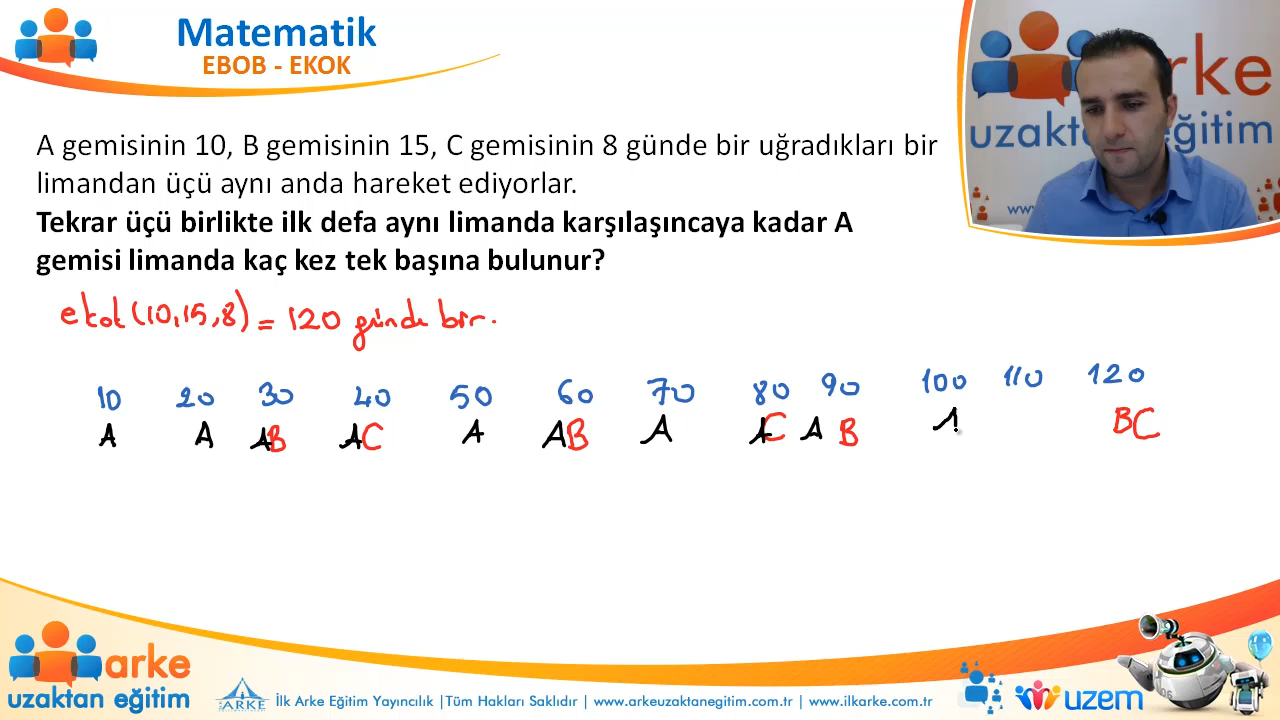 Matematik
EBOB - EKOK
arke
uzaktan eğitim
www
A gemisinin 10, B gemisinin 15, C gemisinin 8 günde bir uğradıkları bir
limandan üçü aynı anda hareket ediyorlar.
Tekrar üçü birlikte ilk defa aynı limanda karşılaşıncaya kadar A
gemisi limanda kaç kez tek başına bulunur?
ekok(10,15,8) = 120 günde bir.
10 20 30 40 50 60 70 80 90 100 110 120
A A AB AC A AB A AC A B A BC
arke
uzaktan eğitim
ARKE
İlk Arke Eğitim Yayıncılık |Tüm Hakları Saklıdır | www.arkeuzaktanegitim.com.tr | www.ilkarke.com.tr
uzem